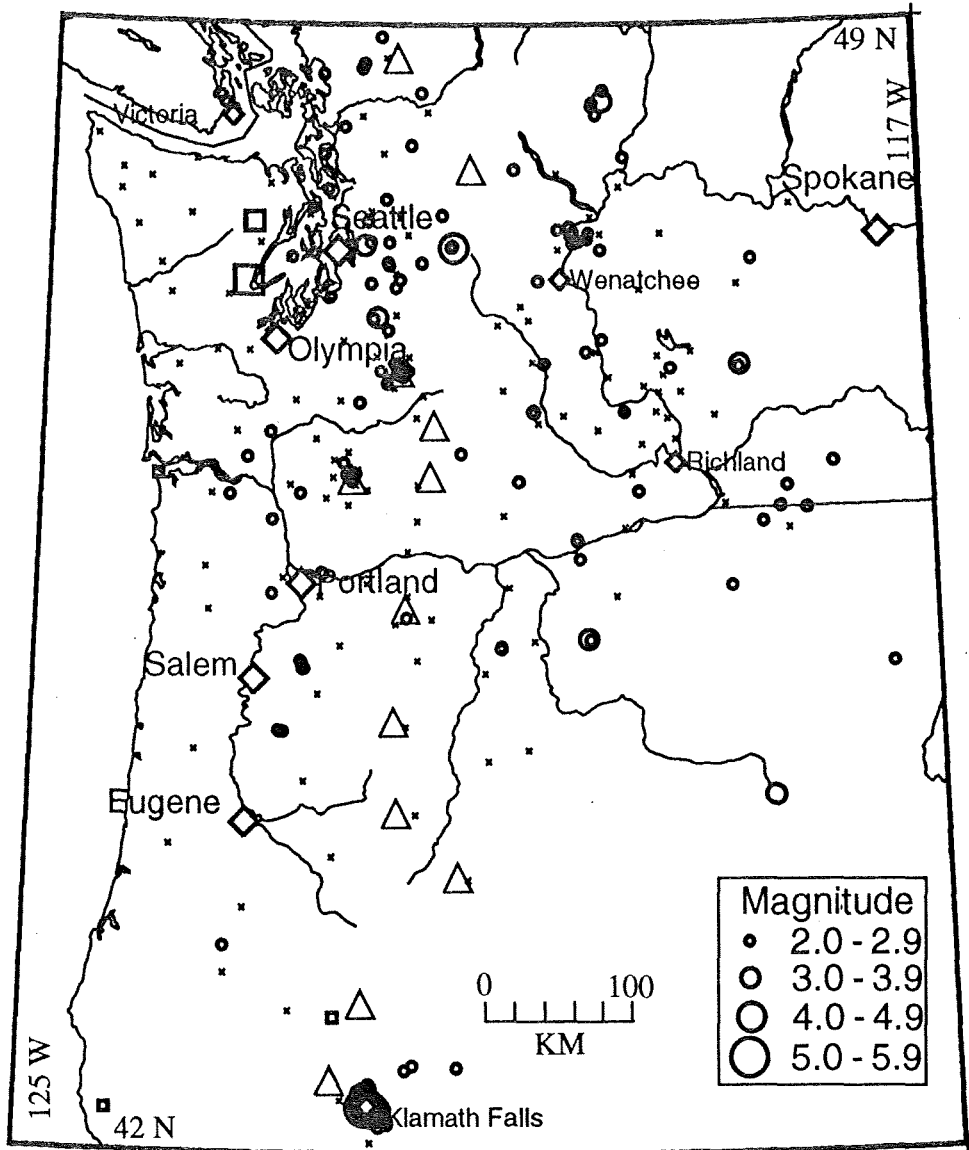 49 N
117 W
Victoria
Spokane
Seattle
Wenatchee
Olympia
Richland
Portland
Salem
Eugene
Magnitude
2.0 - 2.9
3.0 - 3.9
4.0 - 4.9
5.0 - 5.9
0 100
KM
125 W
42 N
Klamath Falls